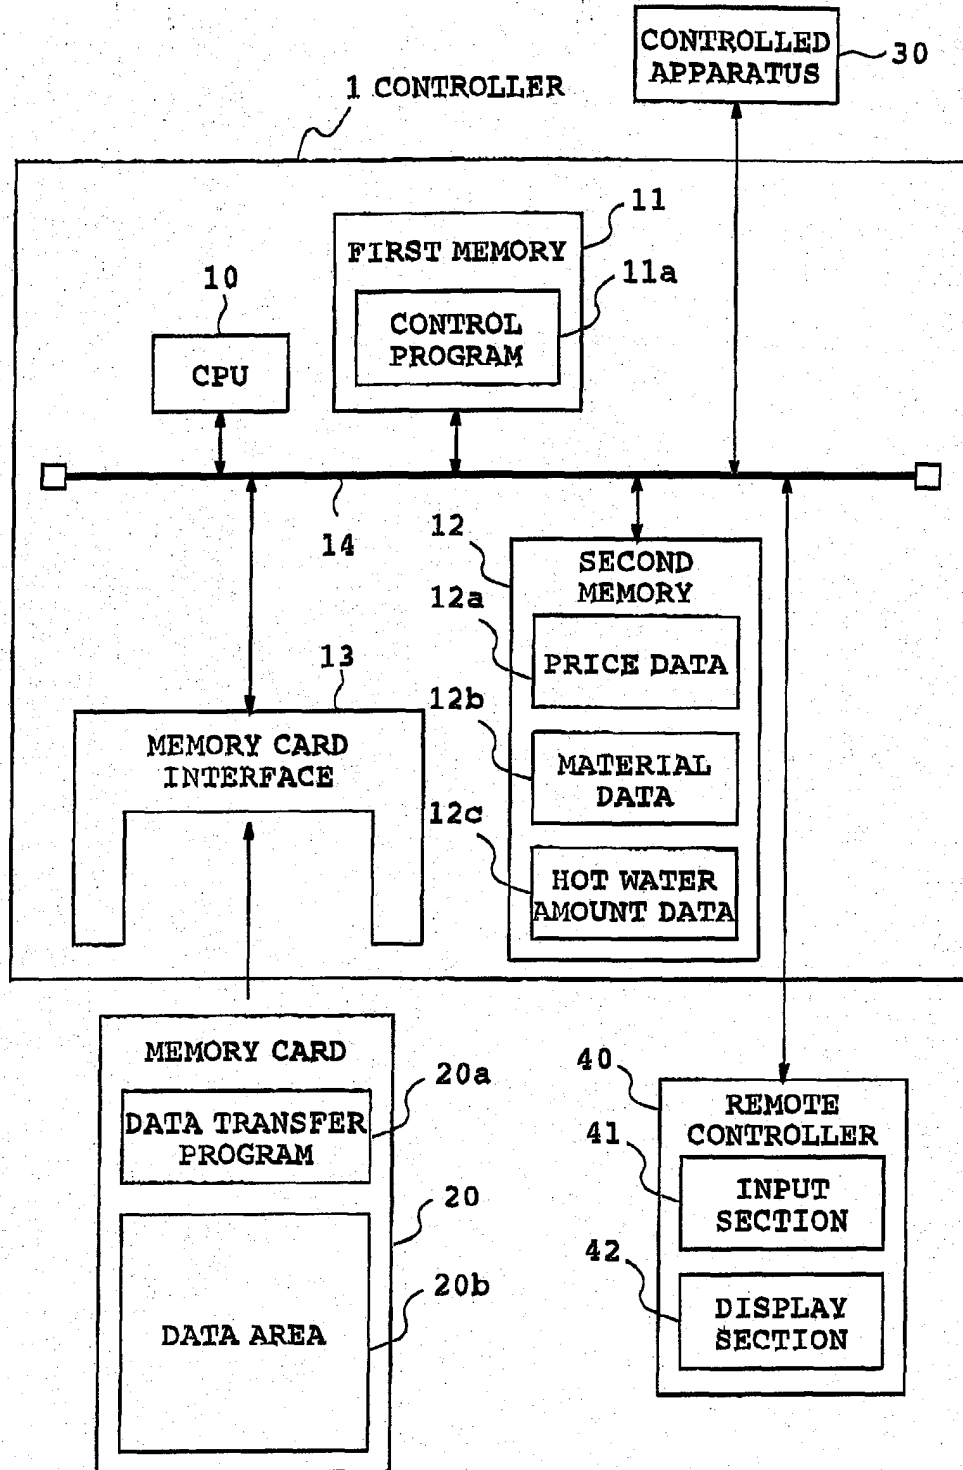 CONTROLLED
APPARATUS
30
1 CONTROLLER
11
FIRST MEMORY
11a
CONTROL
PROGRAM
10
CPU
14
12
SECOND
MEMORY
12a
PRICE DATA
13
12b
MEMORY CARD
INTERFACE
MATERIAL
DATA
12c
HOT WATER
AMOUNT DATA
MEMORY CARD
20a
DATA TRANSFER
PROGRAM
20
20b
DATA AREA
40
REMOTE
CONTROLLER
41
INPUT
SECTION
42
DISPLAY
SECTION